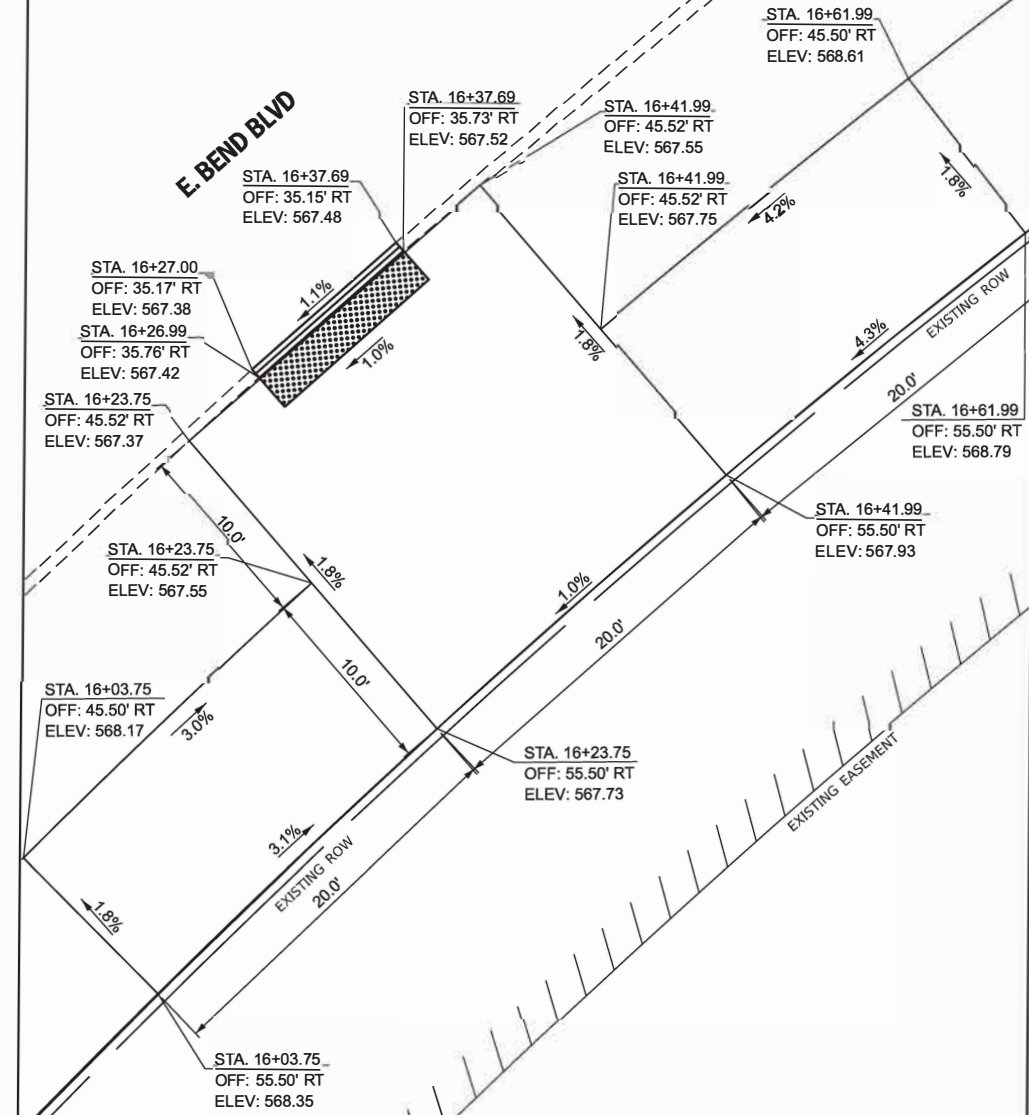 STA. 16+61.99
OFF: 45.50' RT
ELEV: 568.61
E. BEND BLVD
STA. 16+37.69
OFF: 35.73' RT
ELEV: 567.52
STA. 16+41.99
OFF: 45.52' RT
ELEV: 567.55
STA. 16+37.69
OFF: 35.15' RT
ELEV: 567.48
STA. 16+41.99
OFF: 45.52' RT
ELEV: 567.75
1.8%
4.2%
STA. 16+27.00
OFF: 35.17' RT
ELEV: 567.38
1.1%
EXISTING ROW
STA. 16+26.99
OFF: 35.76' RT
ELEV: 567.42
1.0%
1.8%
4.3%
20.0'
STA. 16+23.75
OFF: 45.52' RT
ELEV: 567.37
STA. 16+61.99
OFF: 55.50' RT
ELEV: 568.79
10.0'
STA. 16+41.99
OFF: 55.50' RT
ELEV: 567.93
STA. 16+23.75
OFF: 45.52' RT
ELEV: 567.55
1.8%
1.0%
20.0'
10.0'
STA. 16+03.75
OFF: 45.50' RT
ELEV: 568.17
3.0%
STA. 16+23.75
OFF: 55.50' RT
ELEV: 567.73
EXISTING EASEMENT
3.1%
EXISTING ROW
20.0'
1.8%
STA. 16+03.75
OFF: 55.50' RT
ELEV: 568.35